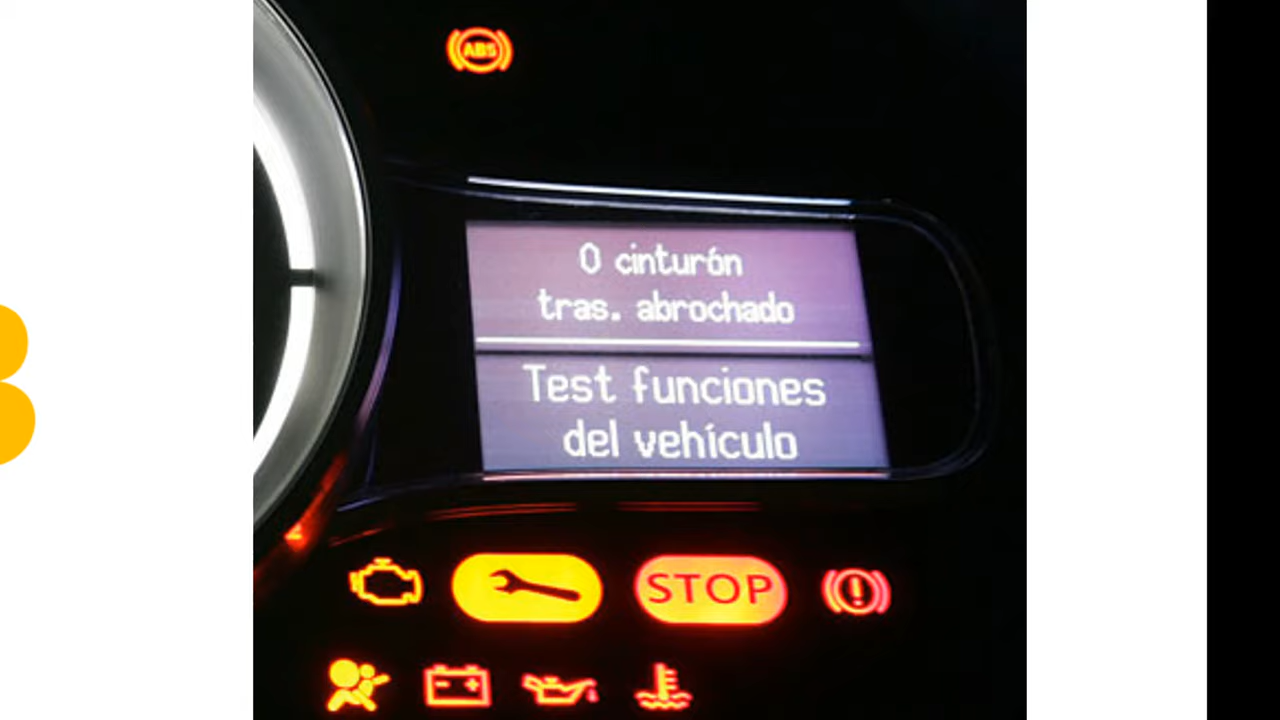 ABS
0 cinturón
tras. abrochado
Test funciones
del vehículo
STOP